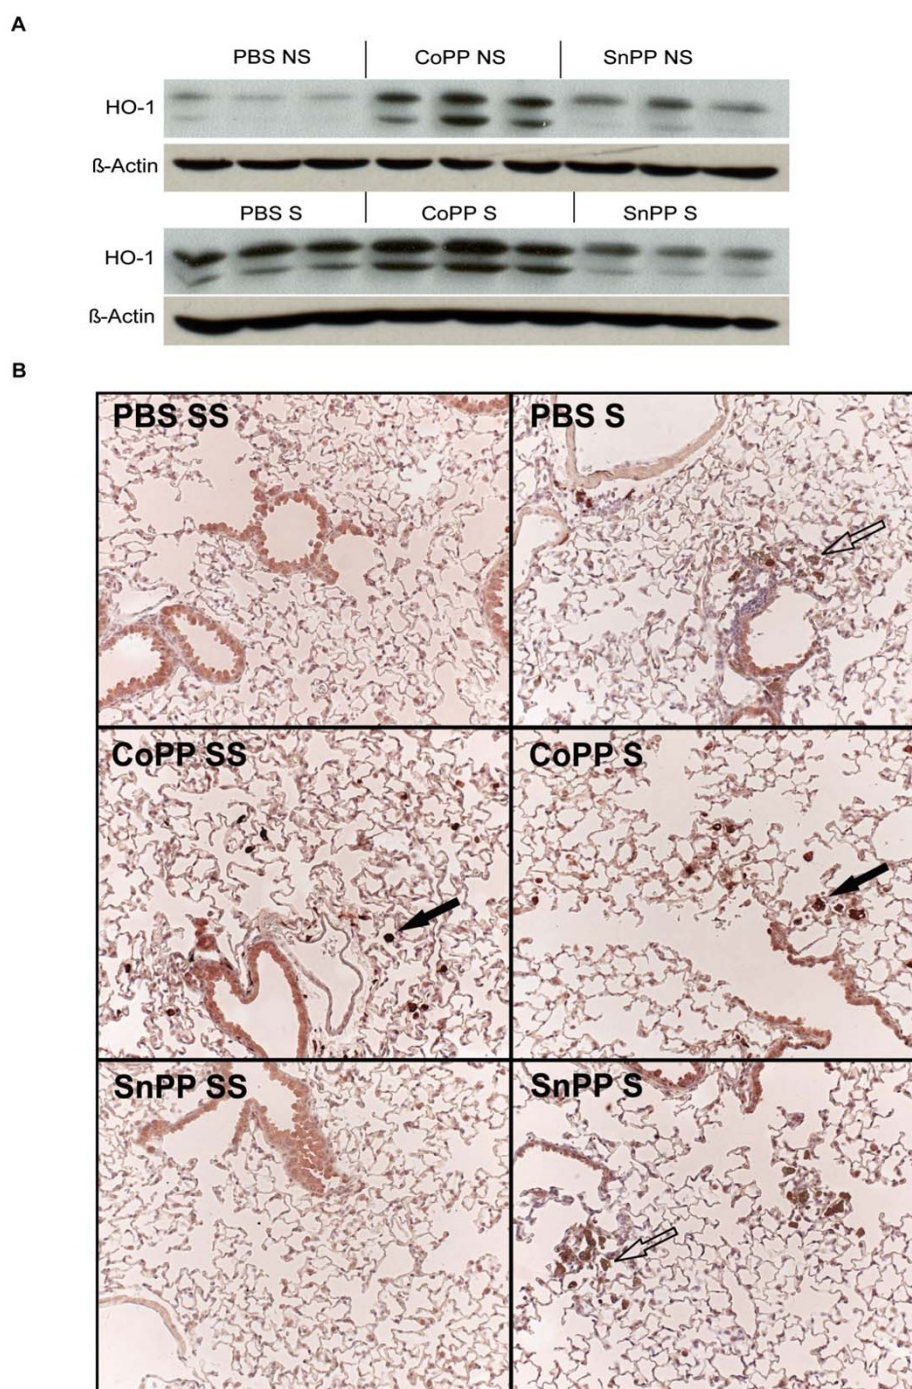 A
PBS NS CoPP NS SnPP NS
HO-1
ß-Actin
PBS S CoPP S SnPP S
HO-1
ß-Actin
B
PBS SS PBS S
CoPP SS CoPP S
SnPP SS SnPP S